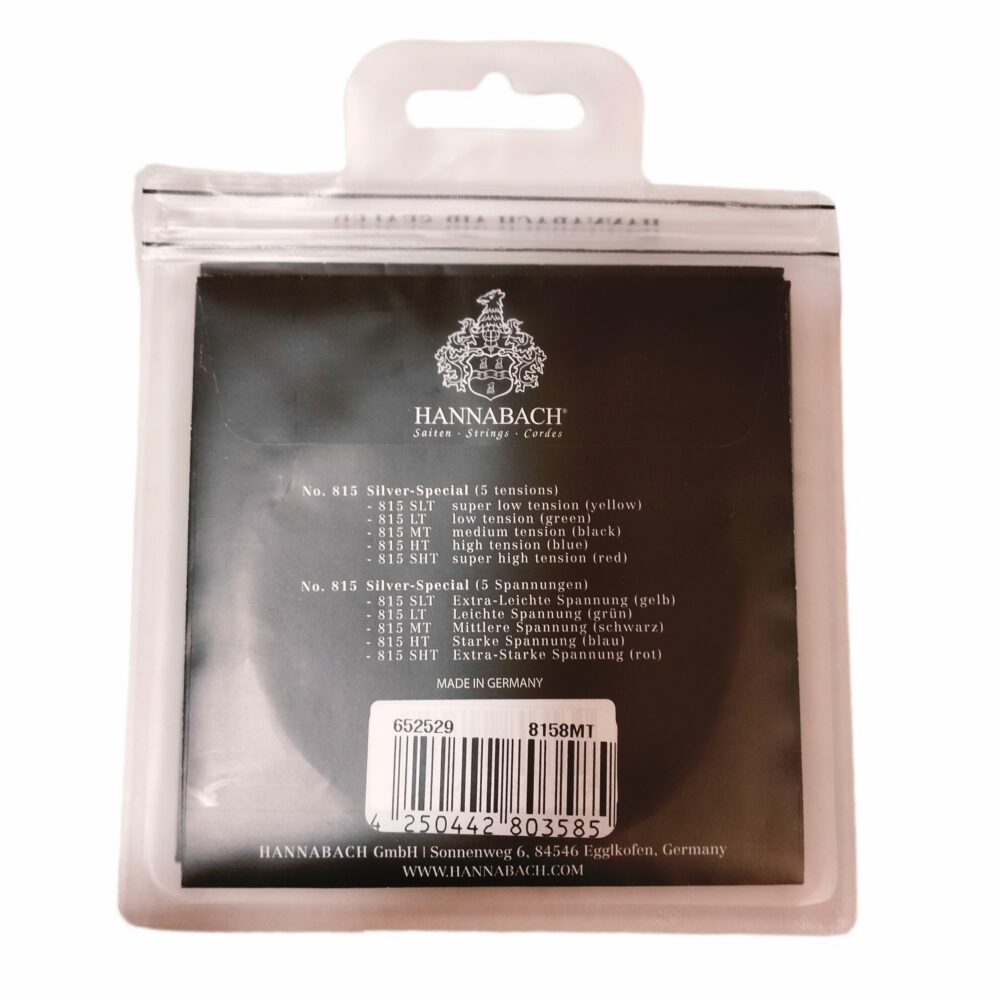 HANNABACH AIR SEALED
HANNABACH®
Saiten · Strings · Cordes
No. 815 Silver-Special (5 tensions)
- 815 SLT super low tension (yellow)
- 815 LT low tension (green)
- 815 MT medium tension (black)
- 815 HT high tension (blue)
- 815 SHT super high tension (red)
No. 815 Silver-Special (5 Spannungen)
- 815 SLT Extra-Leichte Spannung (gelb)
- 815 LT Leichte Spannung (grün)
- 815 MT Mittlere Spannung (schwarz)
- 815 HT Starke Spannung (blau)
- 815 SHT Extra-Starke Spannung (rot)
MADE IN GERMANY
652529 8158MT
4 250442 803585
HANNABACH GmbH | Sonnenweg 6, 84546 Egglkofen, Germany
WWW.HANNABACH.COM